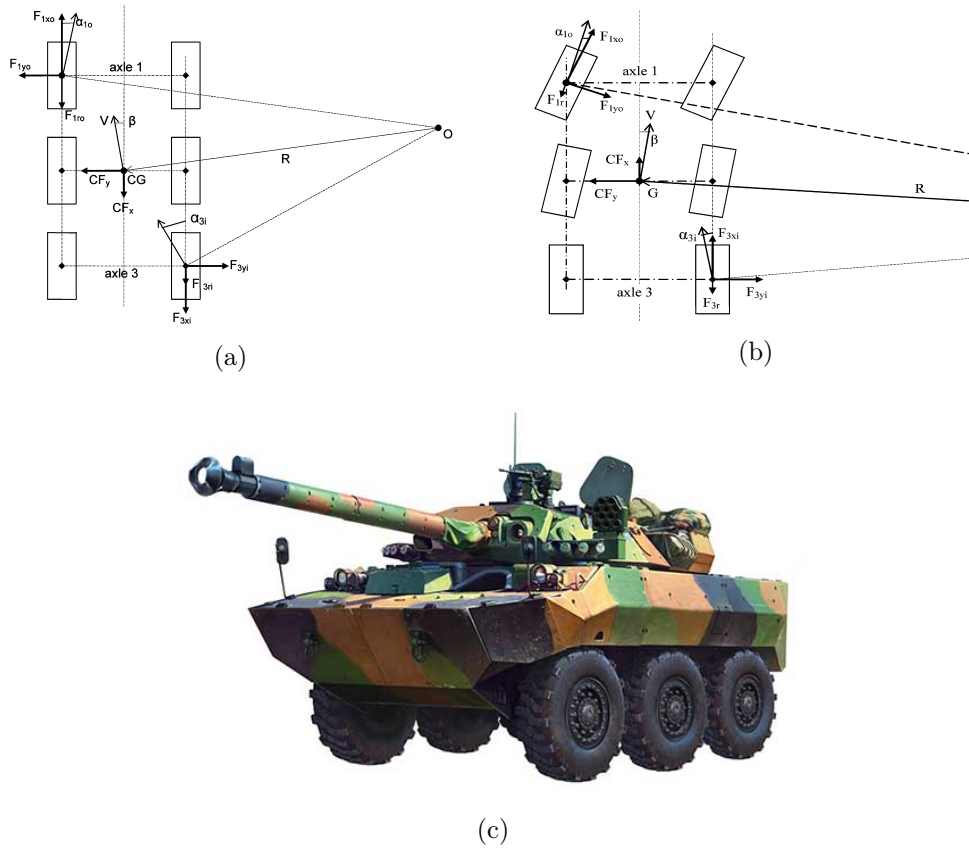 F1xo
α1o
F1yo
axle 1
F1ro
V
β
O
R
CFy
CG
CFx
α3i
F3yi
axle 3
F3ri
F3xi
(a)
α1o
F1xo
axle 1
F1r
F1yo
V
β
CFx
CFy
G
R
α3i
F3xi
axle 3
F3r
F3yi
(b)
(c)